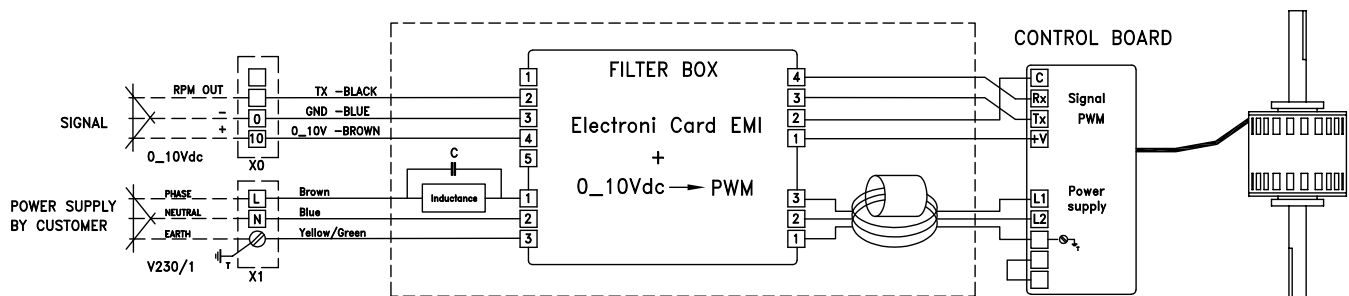 CONTROL BOARD
FILTER BOX
Electroni Card EMI
+
0_10Vdc → PWM
SIGNAL
RPM OUT
-
+
0_10Vdc
0
10
X0
TX -BLACK
GND -BLUE
0_10V -BROWN
1
2
3
4
5
1
2
3
4
3
2
1
3
2
1
C
Rx
Tx
+V
Signal
PWM
L1
L2
Power
supply
T
POWER SUPPLY
BY CUSTOMER
PHASE
NEUTRAL
EARTH
V230/1
T
L
N
X1
Brown
Blue
Yellow/Green
C
Inductance